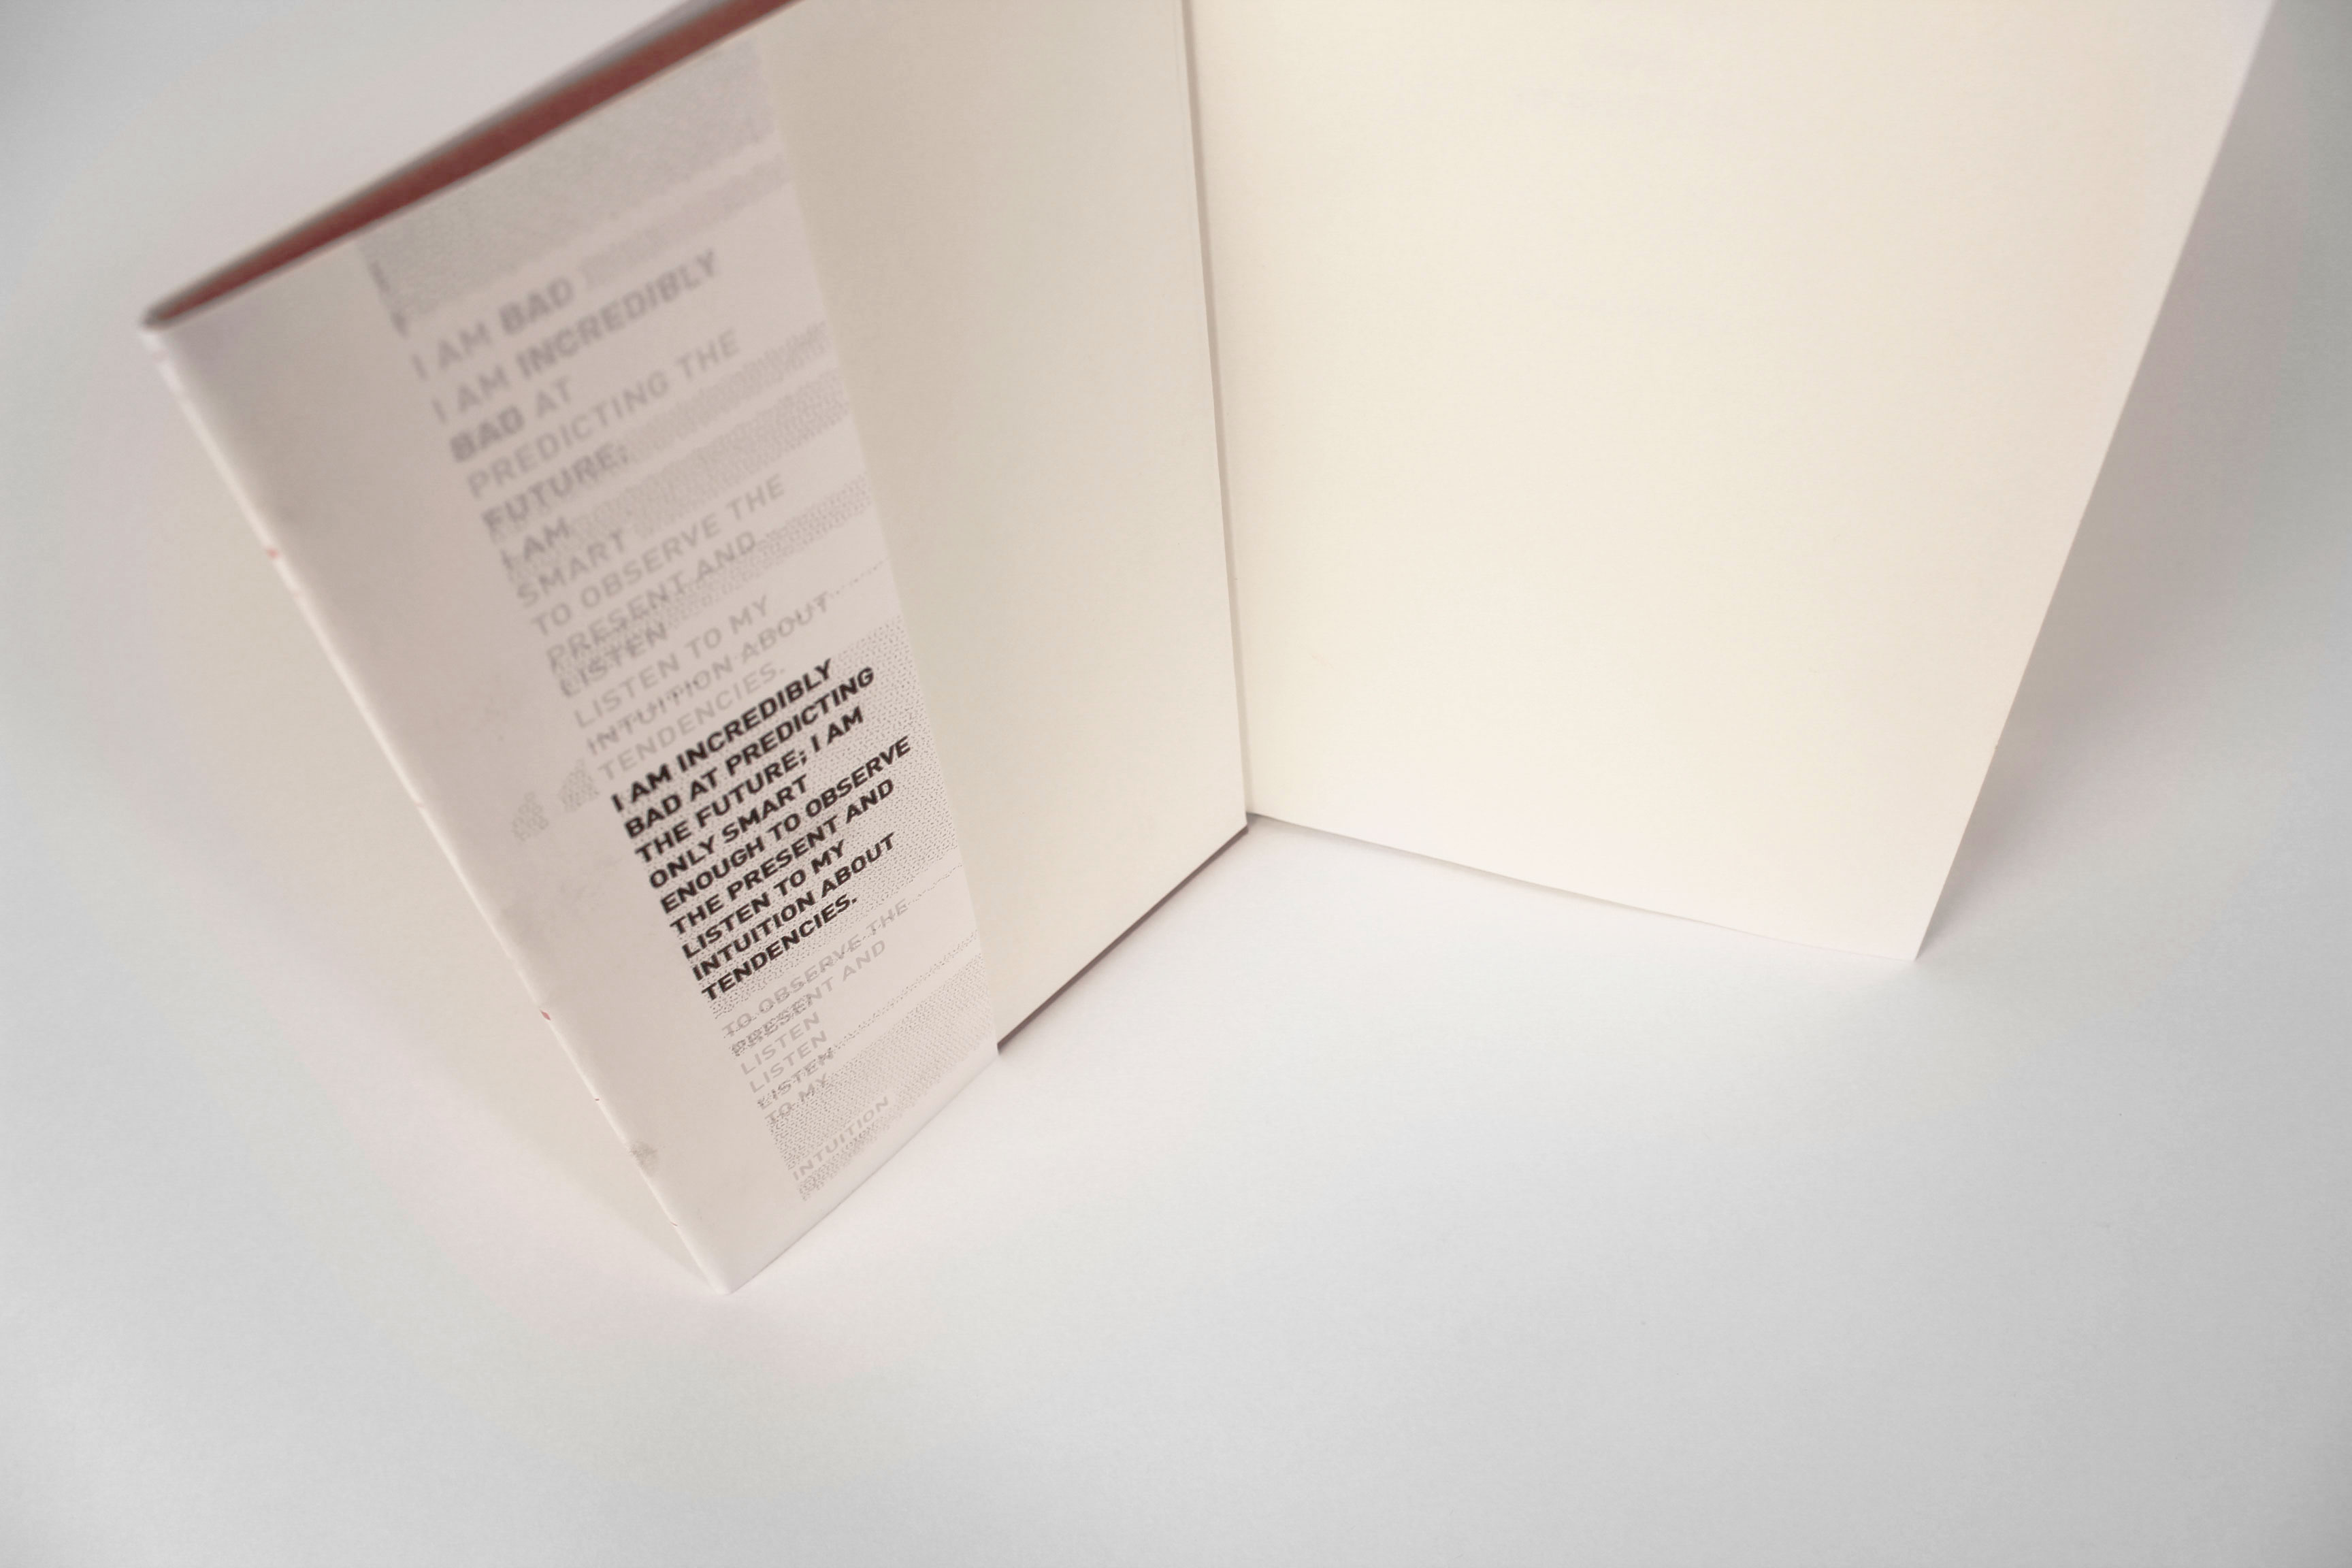 I AM BAD
I AM INCREDIBLY
BAD AT
PREDICTING THE
FUTURE;
I AM
SMART
TO OBSERVE THE
PRESENT AND
LISTEN
LISTEN TO MY
INTUITION ABOUT
TENDENCIES.
I AM INCREDIBLY
BAD AT PREDICTING
THE FUTURE; I AM
ONLY SMART
ENOUGH TO OBSERVE
THE PRESENT AND
LISTEN TO MY
INTUITION ABOUT
TENDENCIES.
TO OBSERVE THE
PRESENT AND
LISTEN
LISTEN
LISTEN
TO MY
INTUITION